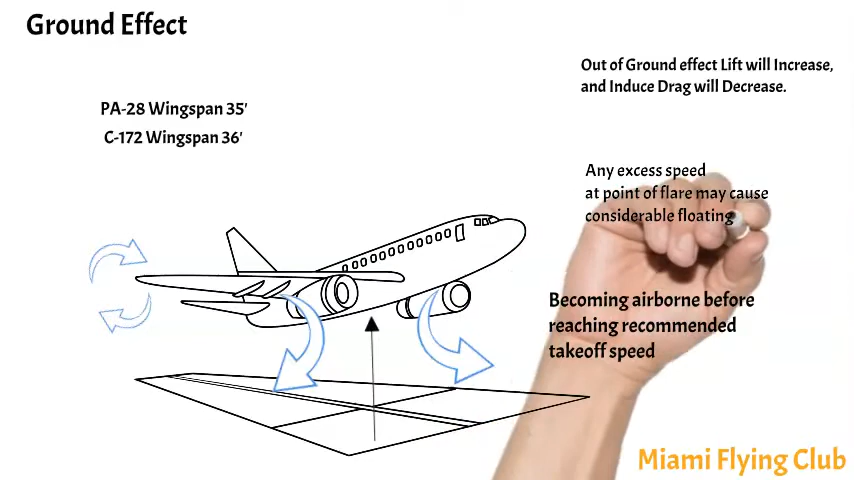 Ground Effect
PA-28 Wingspan 35'
C-172 Wingspan 36'
Out of Ground effect Lift will Increase,
and Induce Drag will Decrease.
Any excess speed
at point of flare may cause
considerable floating
Becoming airborne before
reaching recommended
takeoff speed
Miami Flying Club